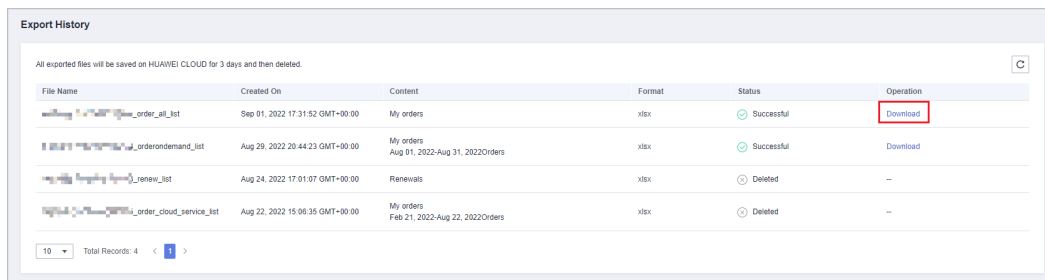 Export History
All exported files will be saved on HUAWEI CLOUD for 3 days and then deleted.
File Name Created On Content Format Status Operation
_order_all_list Sep 01, 2022 17:31:52 GMT+00:00 My orders xlsx Successful Download
_orderondemand_list Aug 29, 2022 20:44:23 GMT+00:00 My orders xlsx Successful Download
Aug 01, 2022-Aug 31, 2022Orders
_renew_list Aug 24, 2022 17:01:07 GMT+00:00 Renewals xlsx Deleted --
_order_cloud_service_list Aug 22, 2022 15:06:35 GMT+00:00 My orders xlsx Deleted --
Feb 21, 2022-Aug 22, 2022Orders
10 Total Records: 4 < 1 >